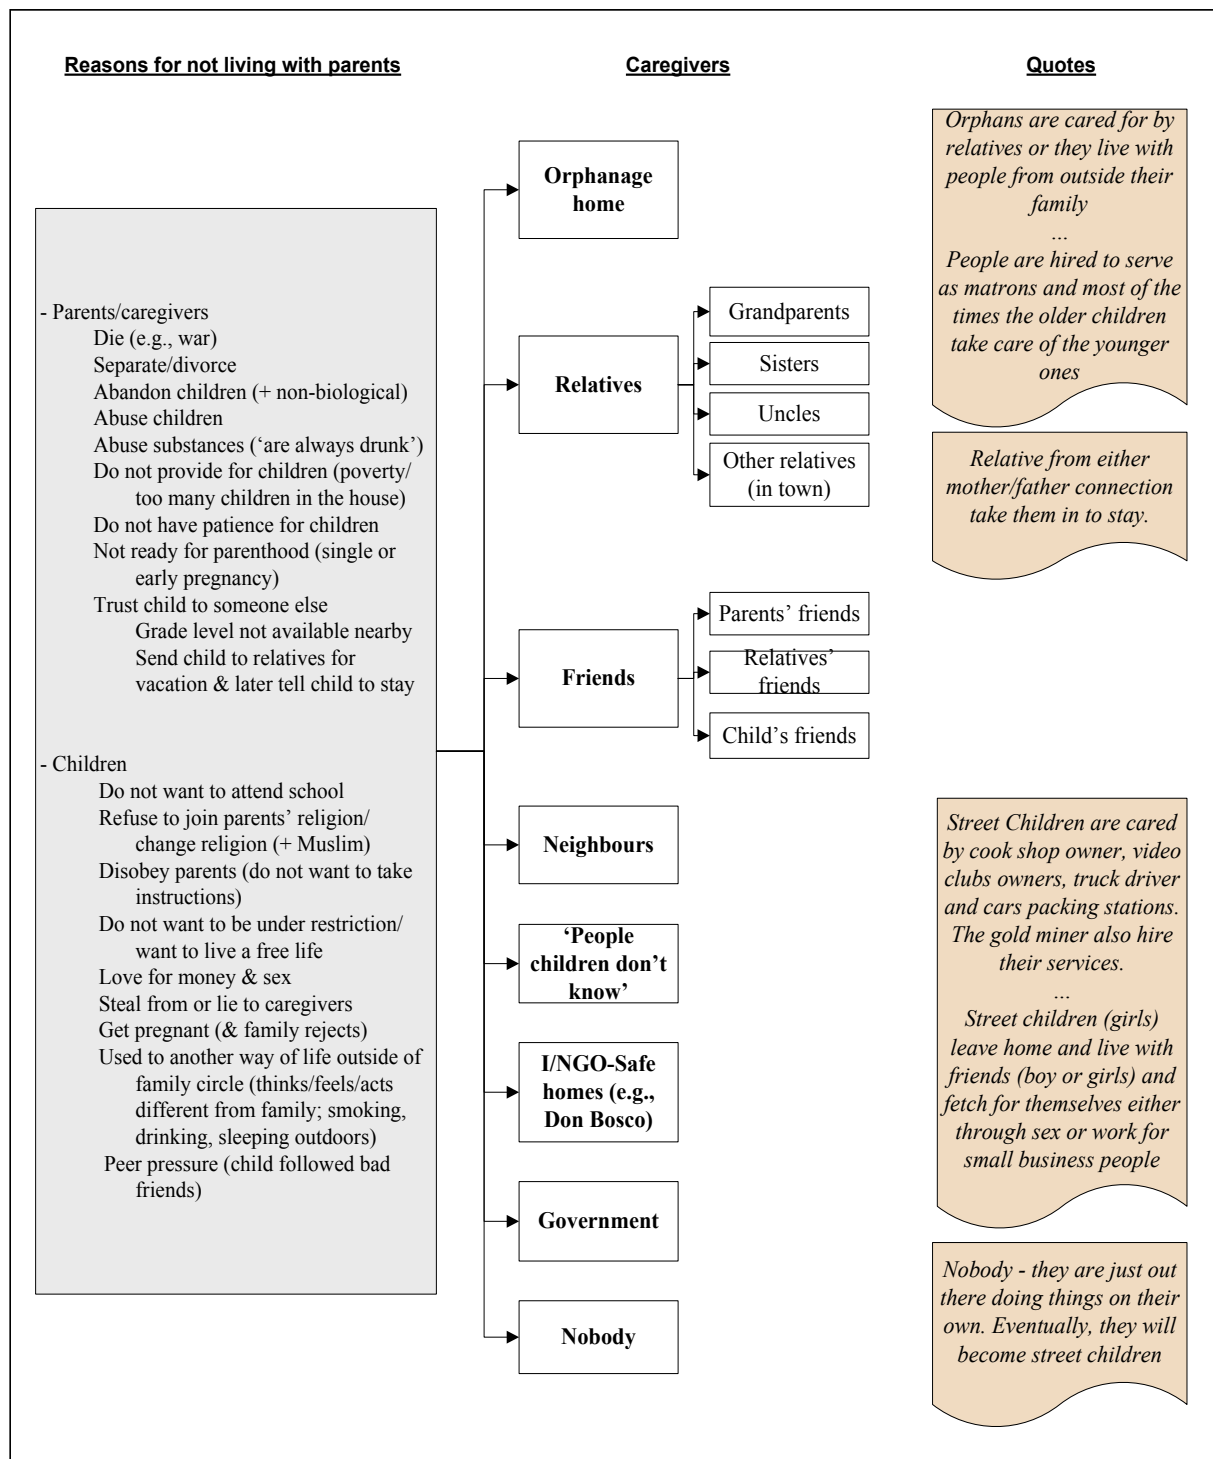 Reasons for not living with parents
Caregivers
Quotes
- Parents/caregivers
Die (e.g., war)
Separate/divorce
Abandon children (+ non-biological)
Abuse children
Abuse substances (‘are always drunk’)
Do not provide for children (poverty/
too many children in the house)
Do not have patience for children
Not ready for parenthood (single or
early pregnancy)
Trust child to someone else
Grade level not available nearby
Send child to relatives for
vacation & later tell child to stay
- Children
Do not want to attend school
Refuse to join parents’ religion/
change religion (+ Muslim)
Disobey parents (do not want to take
instructions)
Do not want to be under restriction/
want to live a free life
Love for money & sex
Steal from or lie to caregivers
Get pregnant (& family rejects)
Used to another way of life outside of
family circle (thinks/feels/acts
different from family; smoking,
drinking, sleeping outdoors)
Peer pressure (child followed bad
friends)
Orphanage
home
Relatives
Grandparents
Sisters
Uncles
Other relatives
(in town)
Friends
Parents’ friends
Relatives’
friends
Child’s friends
Neighbours
‘People
children don’t
know’
I/NGO-Safe
homes (e.g.,
Don Bosco)
Government
Nobody
Orphans are cared for by
relatives or they live with
people from outside their
family
...
People are hired to serve
as matrons and most of the
times the older children
take care of the younger
ones
Relative from either
mother/father connection
take them in to stay.
Street Children are cared
by cook shop owner, video
clubs owners, truck driver
and cars packing stations.
The gold miner also hire
their services.
...
Street children (girls)
leave home and live with
friends (boy or girls) and
fetch for themselves either
through sex or work for
small business people
Nobody - they are just out
there doing things on their
own. Eventually, they will
become street children